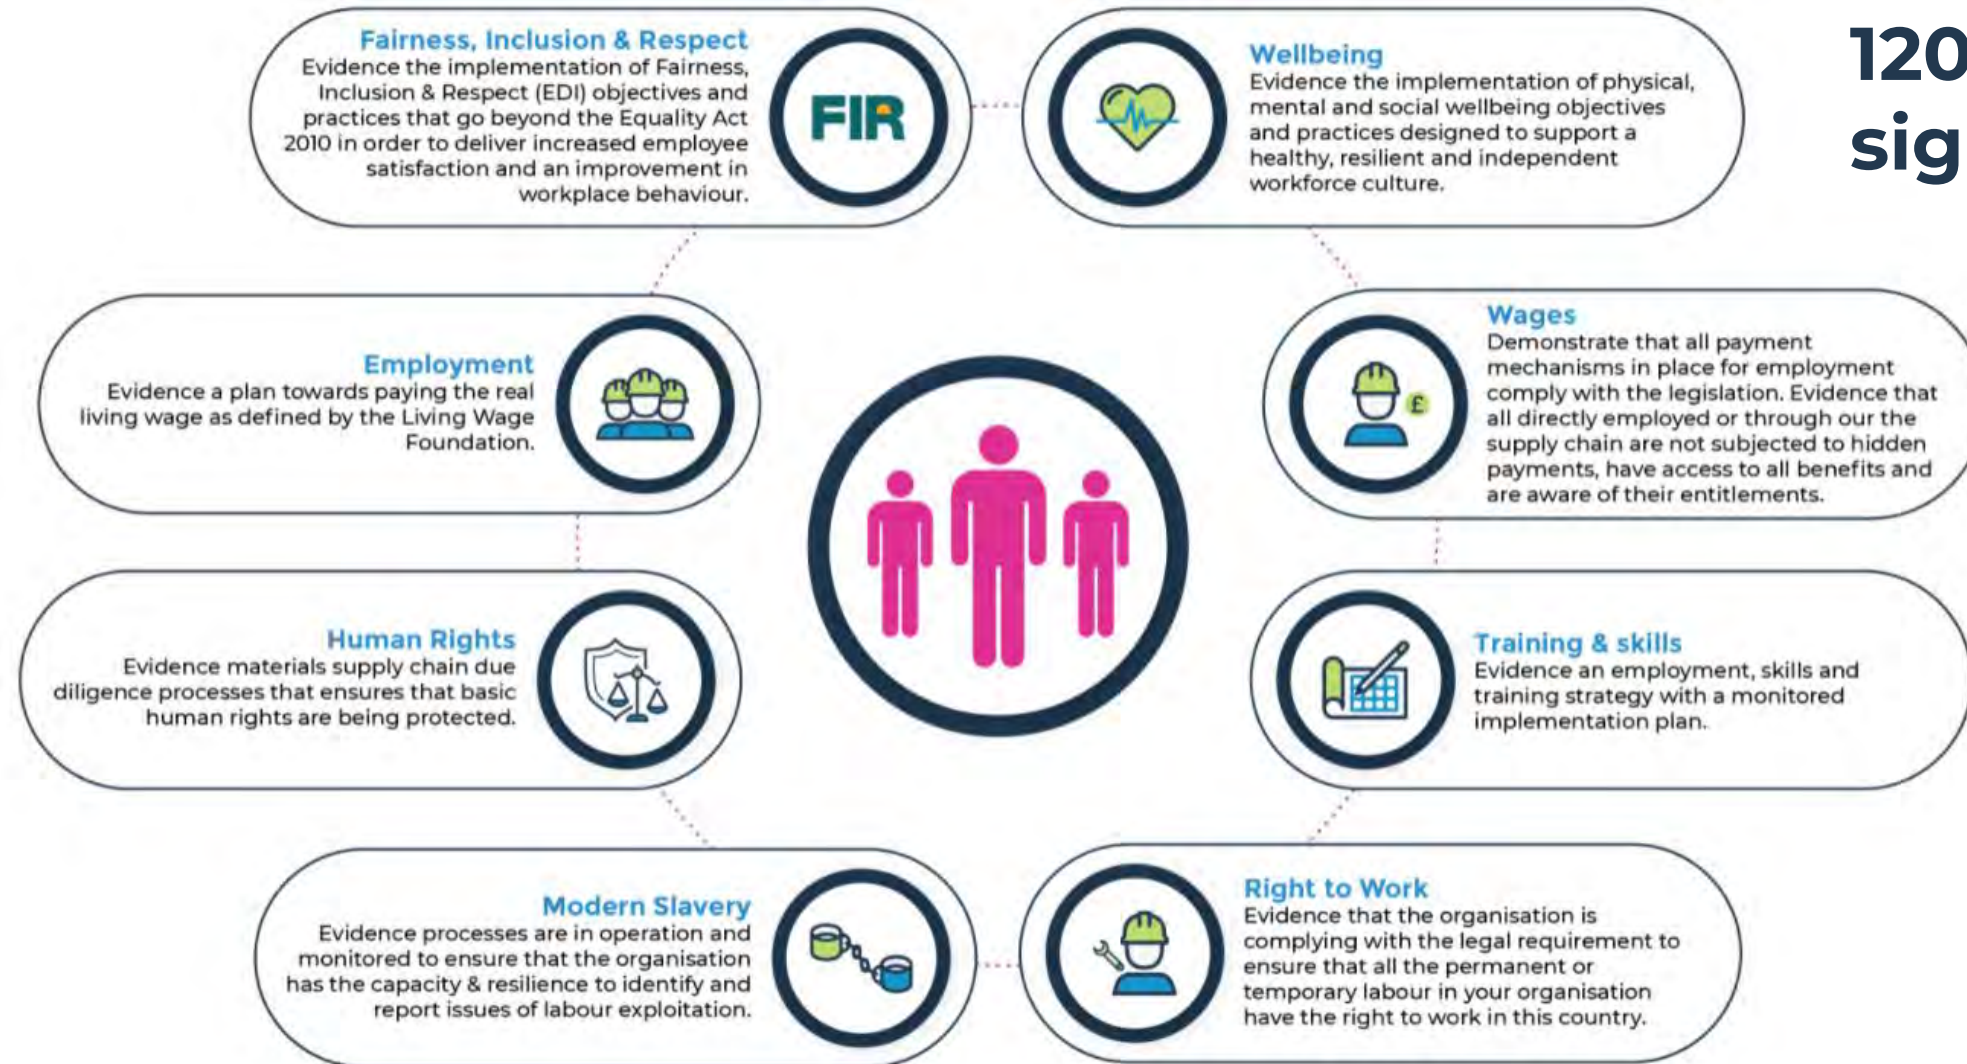 Fairness, Inclusion & Respect
Evidence the implementation of Fairness,
Inclusion & Respect (EDI) objectives and
practices that go beyond the Equality Act
2010 in order to deliver increased employee
satisfaction and an improvement in
workplace behaviour.
FIR
Wellbeing
Evidence the implementation of physical,
mental and social wellbeing objectives
and practices designed to support a
healthy, resilient and independent
workforce culture.
120
sig
Employment
Evidence a plan towards paying the real
living wage as defined by the Living Wage
Foundation.
£
Wages
Demonstrate that all payment
mechanisms in place for employment
comply with the legislation. Evidence that
all directly employed or through our the
supply chain are not subjected to hidden
payments, have access to all benefits and
are aware of their entitlements.
Human Rights
Evidence materials supply chain due
diligence processes that ensures that basic
human rights are being protected.
Training & skills
Evidence an employment, skills and
training strategy with a monitored
implementation plan.
Modern Slavery
Evidence processes are in operation and
monitored to ensure that the organisation
has the capacity & resilience to identify and
report issues of labour exploitation.
Right to Work
Evidence that the organisation is
complying with the legal requirement to
ensure that all the permanent or
temporary labour in your organisation
have the right to work in this country.